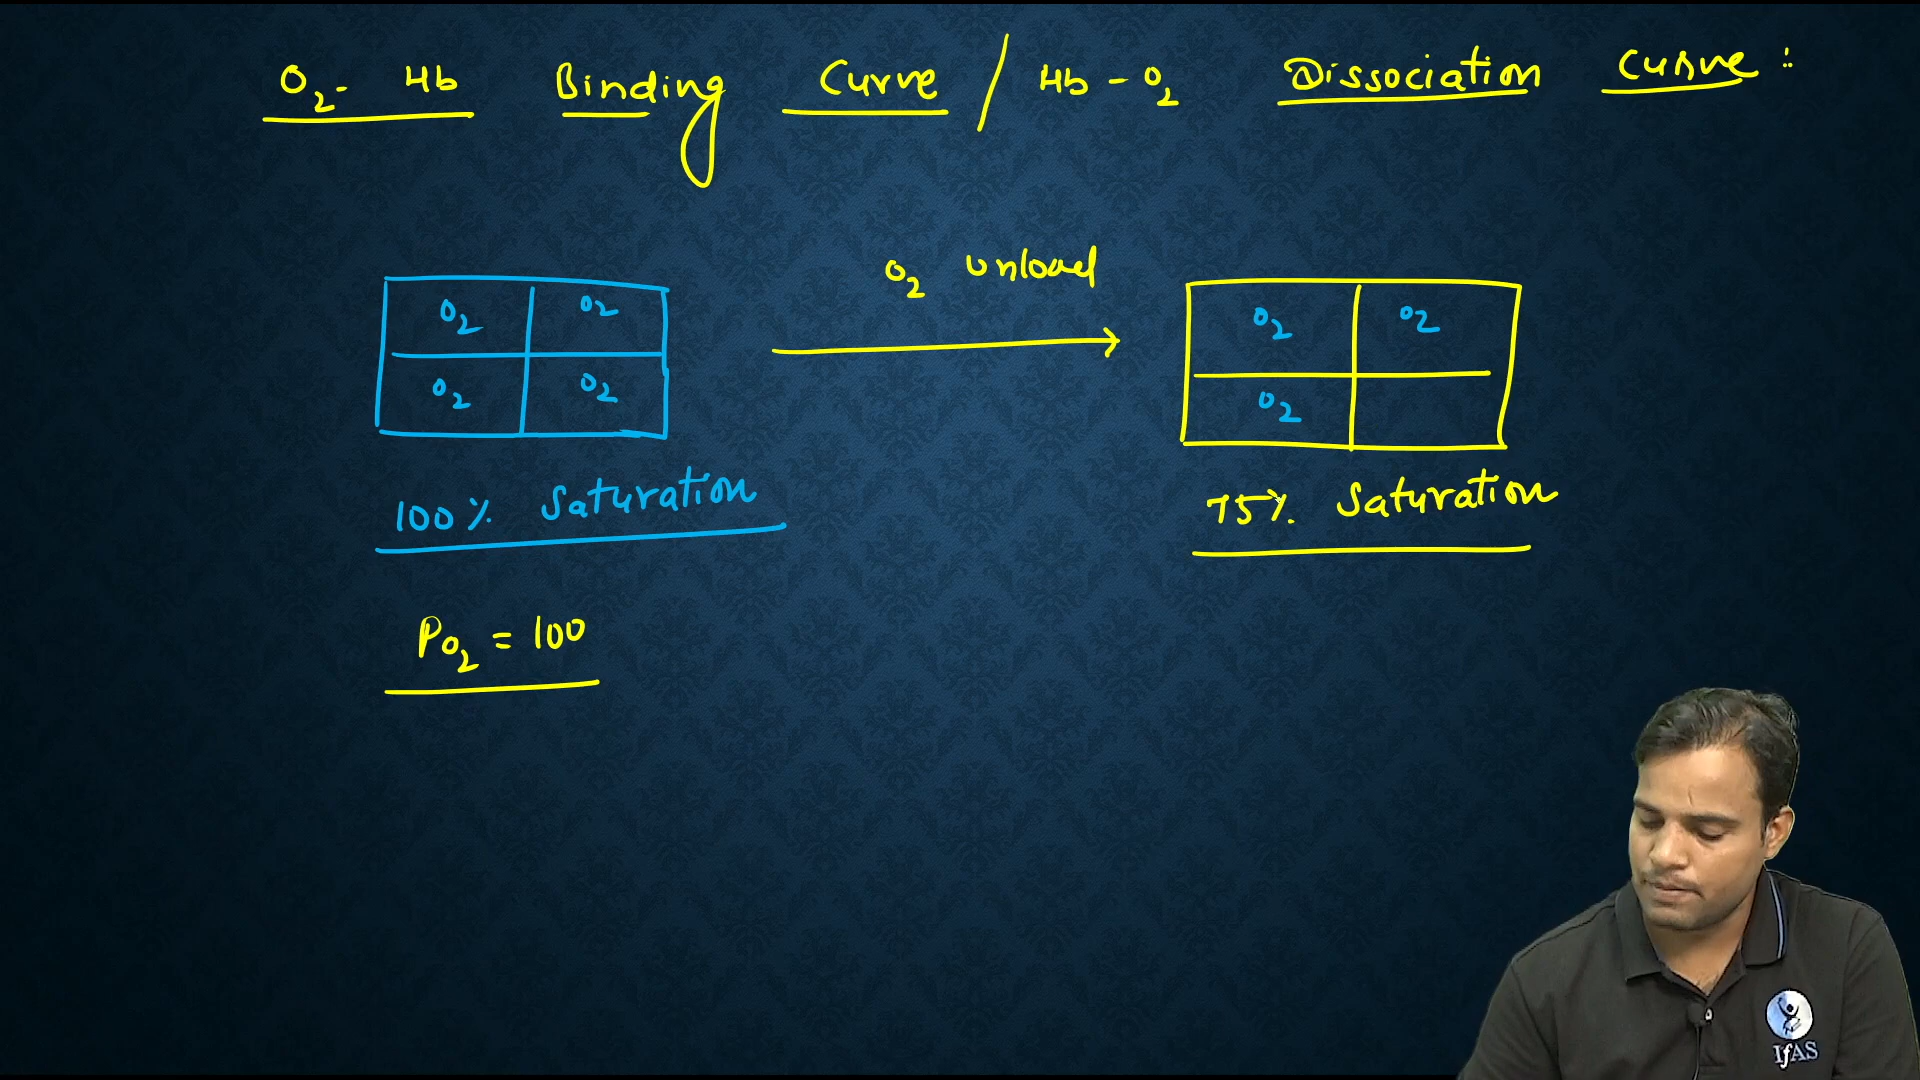 O₂- Hb Binding Curve / Hb - O₂ Dissociation Curve :
O₂ unload
O₂ O₂ O₂ O₂
O₂ O₂ O₂
100% Saturation 75% Saturation
PO₂ = 100
IFAS